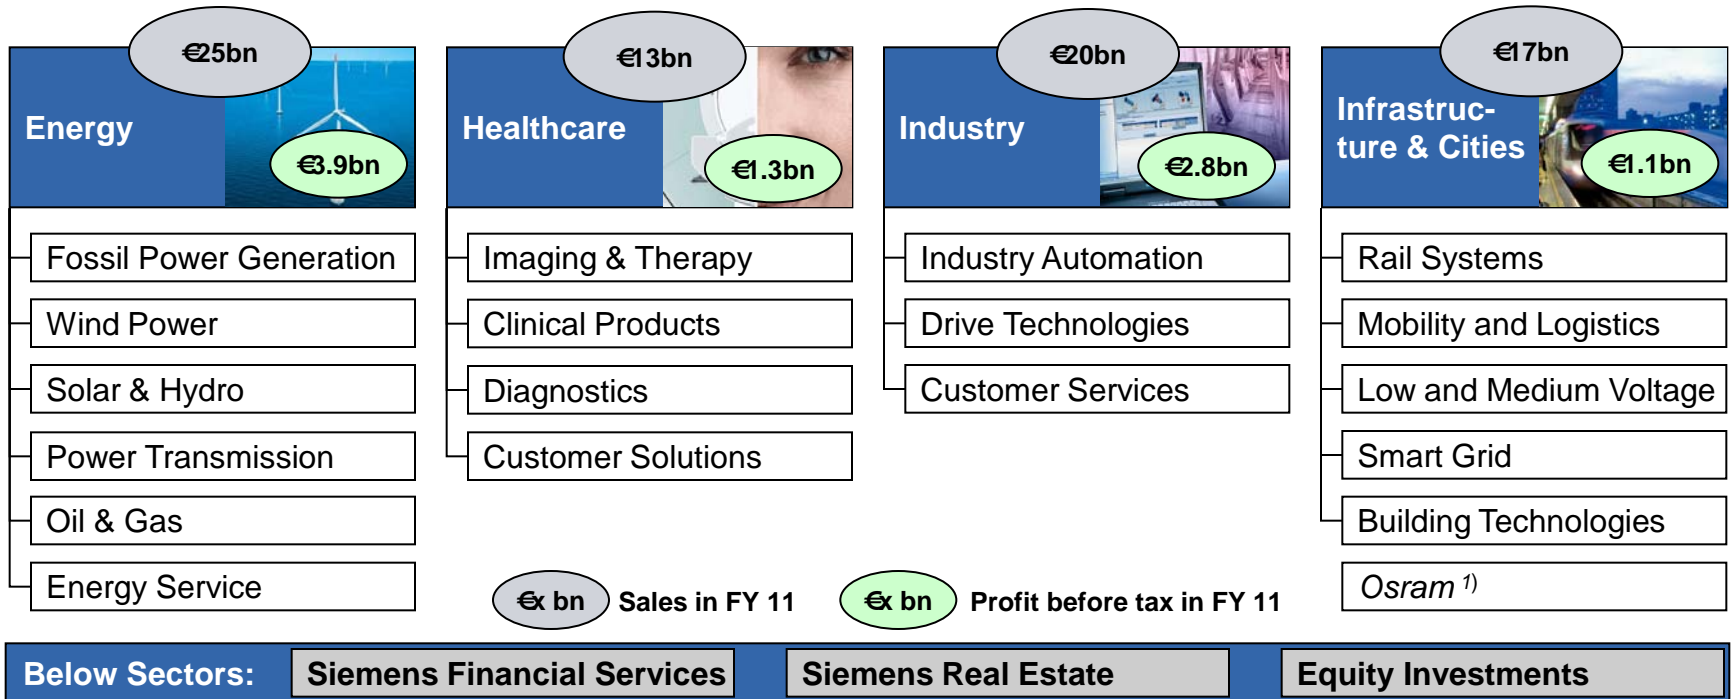 €25bn
Energy
€3.9bn
Fossil Power Generation
Wind Power
Solar & Hydro
Power Transmission
Oil & Gas
Energy Service
€13bn
Healthcare
€1.3bn
Imaging & Therapy
Clinical Products
Diagnostics
Customer Solutions
€20bn
Industry
€2.8bn
Industry Automation
Drive Technologies
Customer Services
€17bn
Infrastruc-
ture & Cities
€1.1bn
Rail Systems
Mobility and Logistics
Low and Medium Voltage
Smart Grid
Building Technologies
Osram 1)
€x bn Sales in FY 11
€x bn Profit before tax in FY 11
Below Sectors: Siemens Financial Services Siemens Real Estate Equity Investments